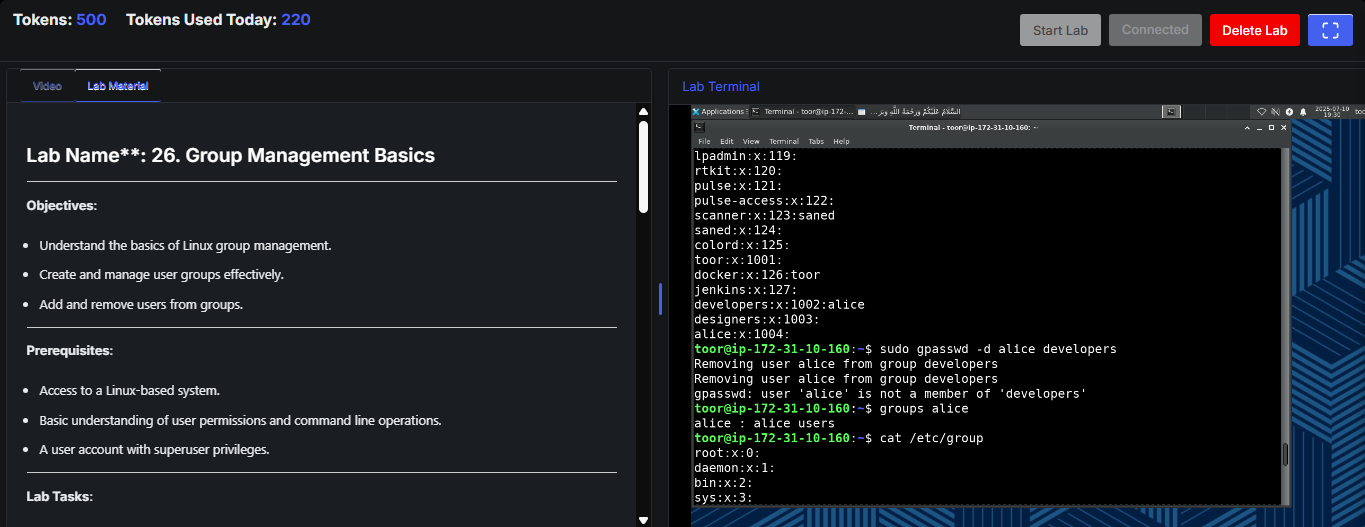 Tokens: 500 Tokens Used Today: 220
Start Lab Connected Delete Lab
Video Lab Material
Lab Name**: 26. Group Management Basics
Objectives:
Understand the basics of Linux group management.
Create and manage user groups effectively.
Add and remove users from groups.
Prerequisites:
Access to a Linux-based system.
Basic understanding of user permissions and command line operations.
A user account with superuser privileges.
Lab Tasks:
Lab Terminal
Applications Terminal - toor@ip-172-... السَّلَامُ عَلَيْكُمْ وَرَحْمَةُ اللَّهِ وَبَرَ... 2025-07-10
19:30 too
Terminal - toor@ip-172-31-10-160: ~
File Edit View Terminal Tabs Help
lpadmin:x:119:
rtkit:x:120:
pulse:x:121:
pulse-access:x:122:
scanner:x:123:saned
saned:x:124:
colord:x:125:
toor:x:1001:
docker:x:126:toor
jenkins:x:127:
developers:x:1002:alice
designers:x:1003:
alice:x:1004:
toor@ip-172-31-10-160:~$ sudo gpasswd -d alice developers
Removing user alice from group developers
Removing user alice from group developers
gpasswd: user 'alice' is not a member of 'developers'
toor@ip-172-31-10-160:~$ groups alice
alice : alice users
toor@ip-172-31-10-160:~$ cat /etc/group
root:x:0:
daemon:x:1:
bin:x:2:
sys:x:3: